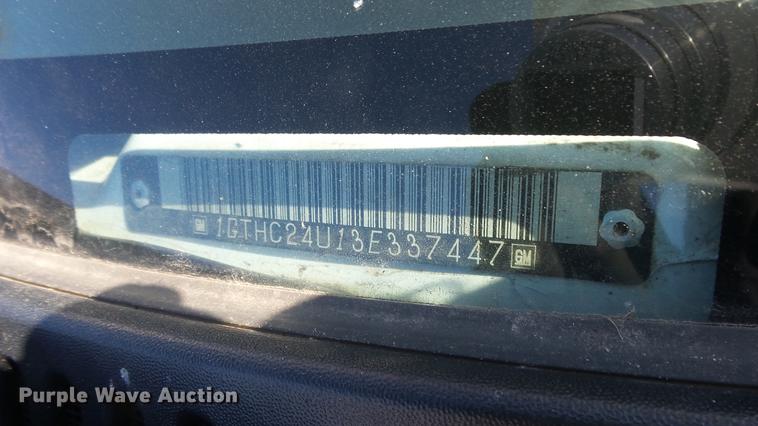 GM 1GTHC24U13E337447 GM
Purple Wave Auction